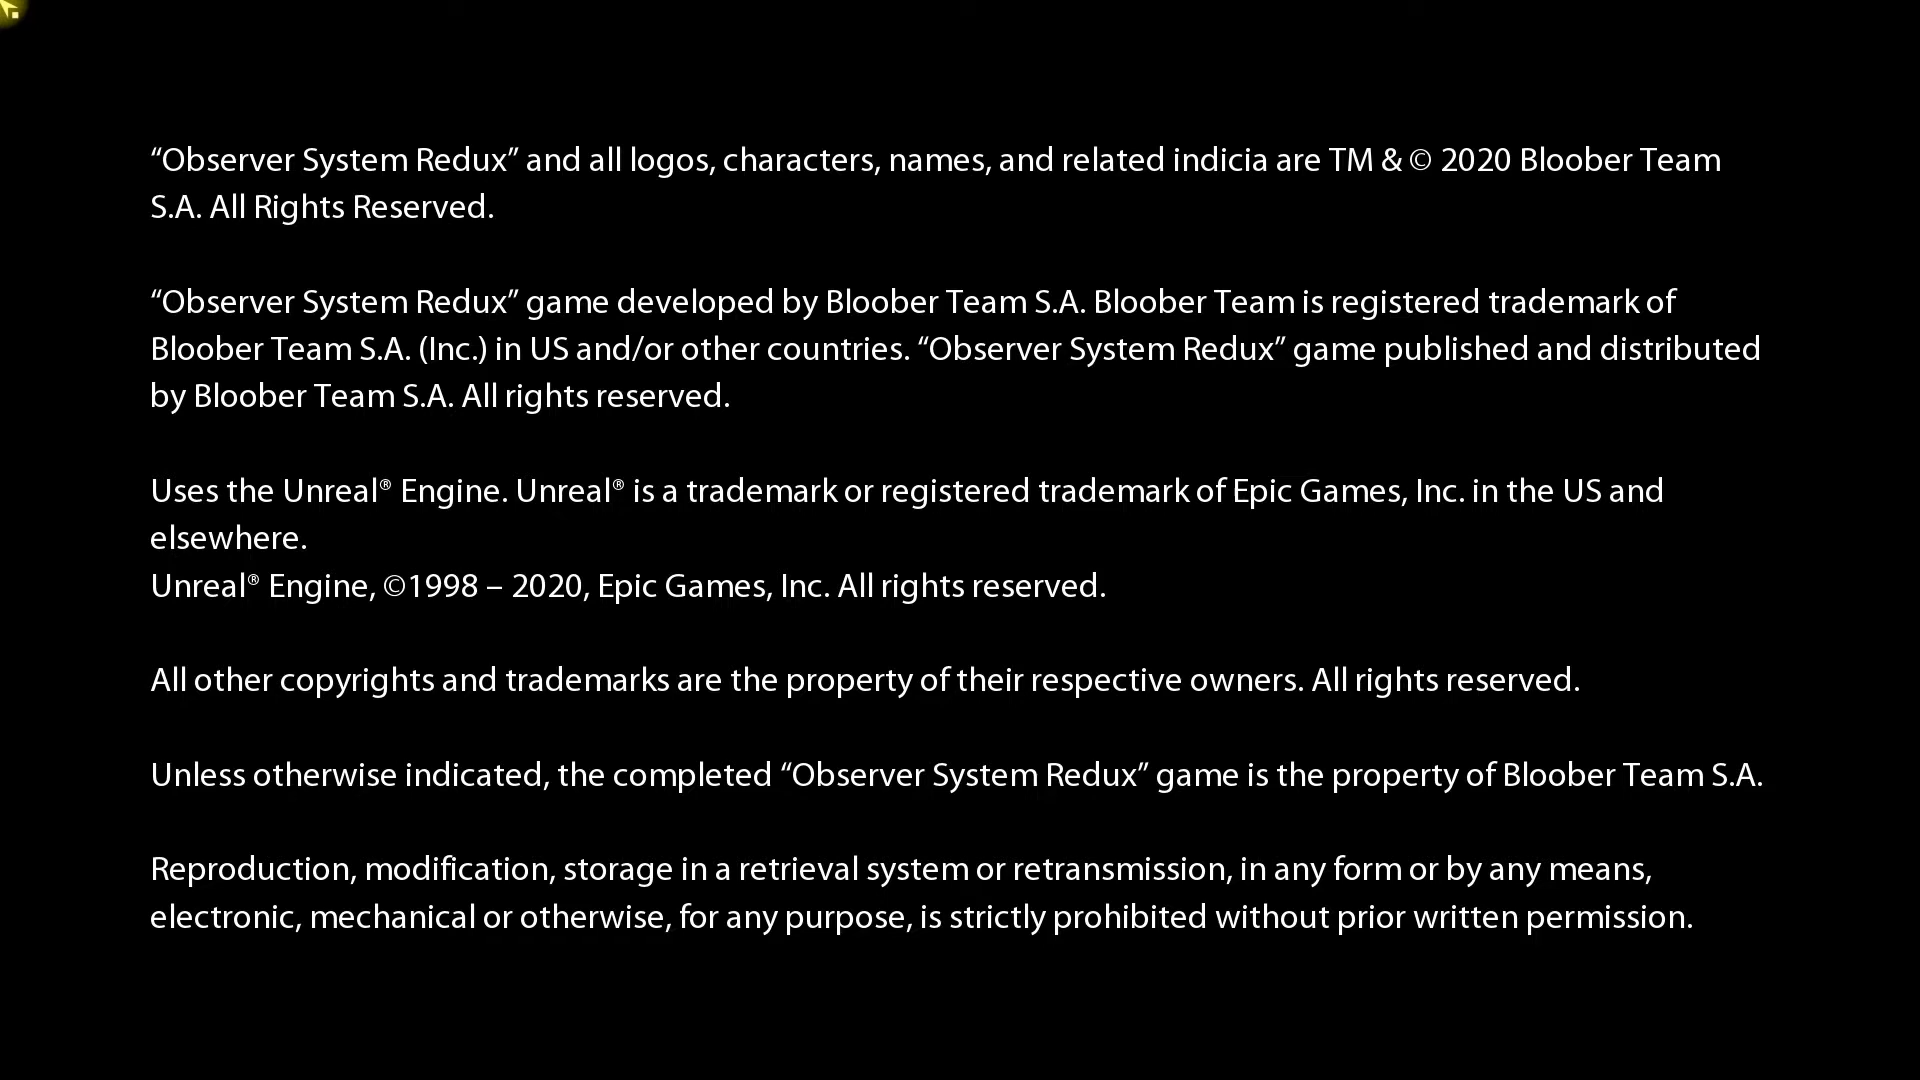 “Observer System Redux” and all logos, characters, names, and related indicia are TM & © 2020 Bloober Team
S.A. All Rights Reserved.
“Observer System Redux” game developed by Bloober Team S.A. Bloober Team is registered trademark of
Bloober Team S.A. (Inc.) in US and/or other countries. “Observer System Redux” game published and distributed
by Bloober Team S.A. All rights reserved.
Uses the Unreal® Engine. Unreal® is a trademark or registered trademark of Epic Games, Inc. in the US and
elsewhere.
Unreal® Engine, ©1998 – 2020, Epic Games, Inc. All rights reserved.
All other copyrights and trademarks are the property of their respective owners. All rights reserved.
Unless otherwise indicated, the completed “Observer System Redux” game is the property of Bloober Team S.A.
Reproduction, modification, storage in a retrieval system or retransmission, in any form or by any means,
electronic, mechanical or otherwise, for any purpose, is strictly prohibited without prior written permission.